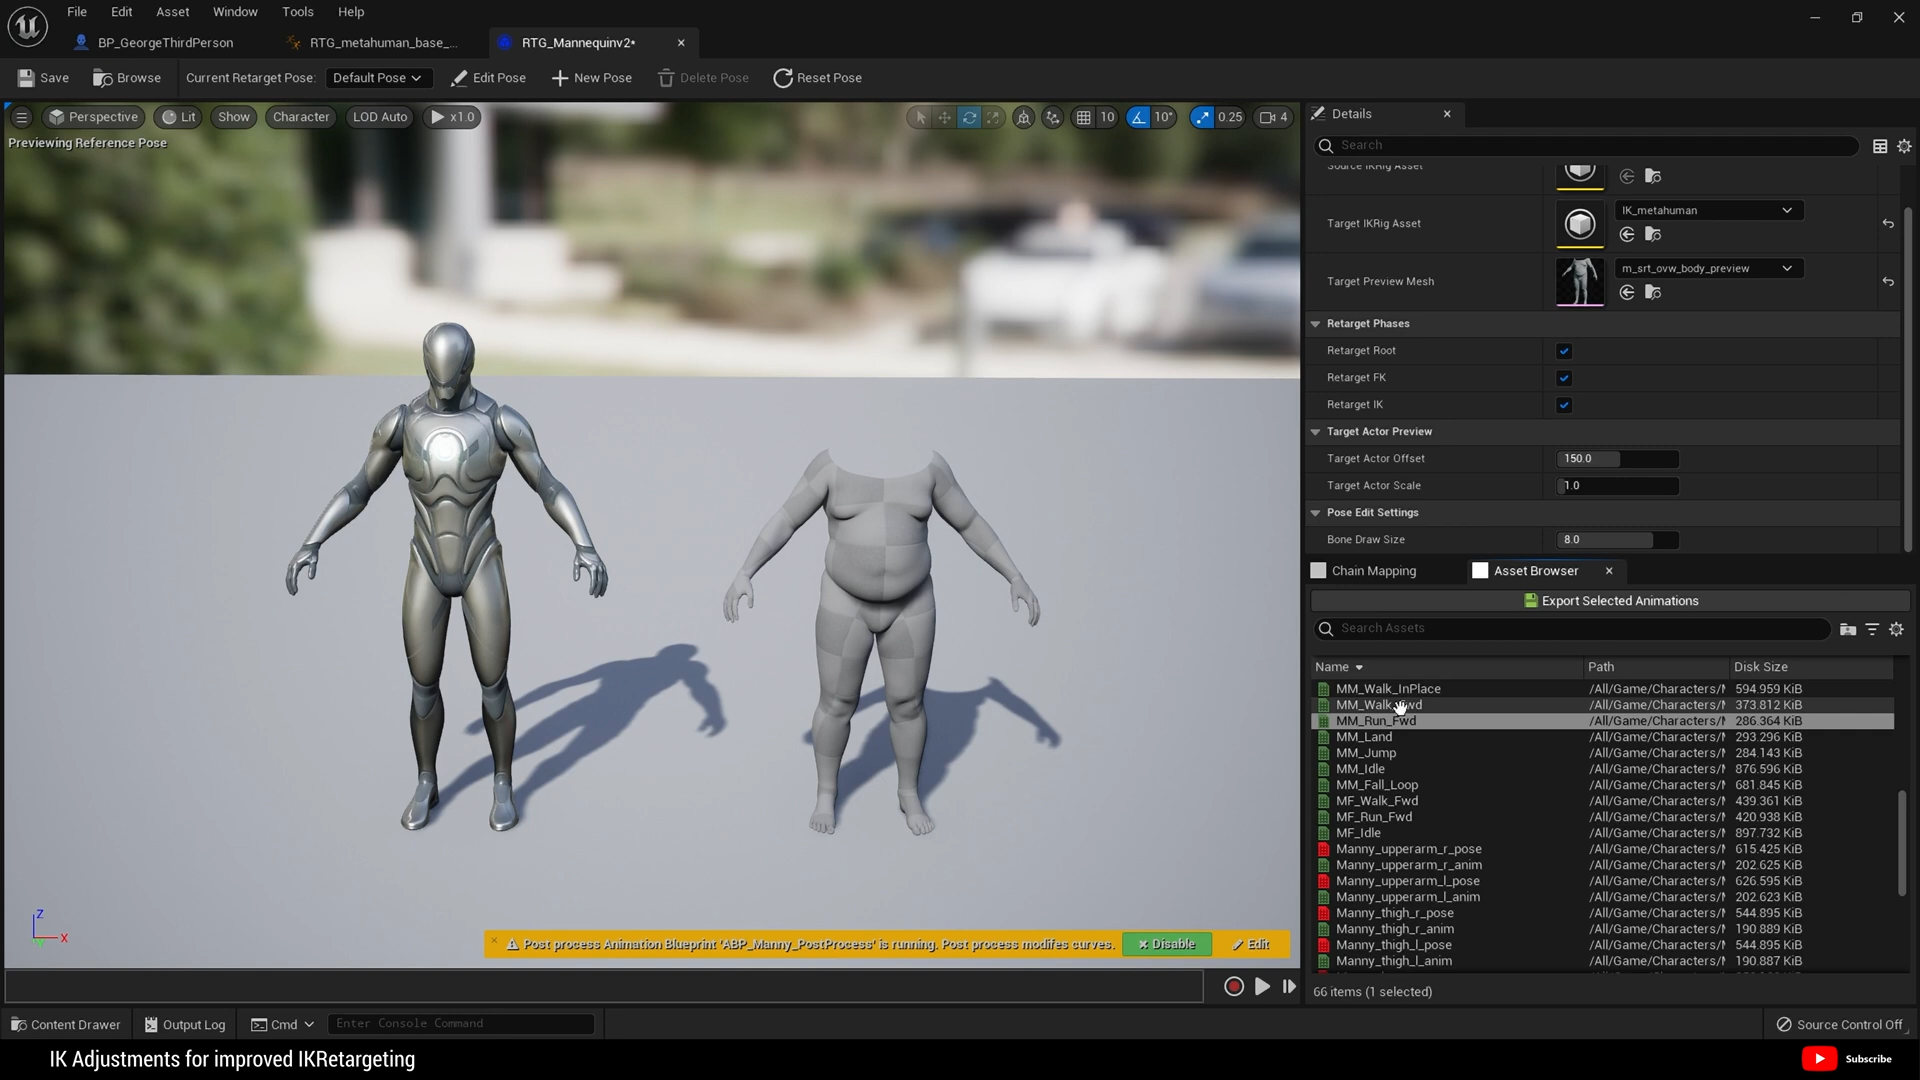 File Edit Asset Window Tools Help
BP_GeorgeThirdPerson RTG_metahuman_base_... RTG_Mannequinv2*
Save Browse Current Retarget Pose: Default Pose Edit Pose New Pose Delete Pose Reset Pose
Perspective Lit Show Character LOD Auto x1.0 10 10° 0.25 4
Previewing Reference Pose
Details
Search
Source IKRig Asset
Target IKRig Asset IK_metahuman
Target Preview Mesh m_srt_ovw_body_preview
Retarget Phases
Retarget Root
Retarget FK
Retarget IK
Target Actor Preview
Target Actor Offset 150.0
Target Actor Scale 1.0
Pose Edit Settings
Bone Draw Size 8.0
Chain Mapping Asset Browser
Export Selected Animations
Search Assets
Name Path Disk Size
MM_Walk_InPlace /All/Game/Characters/ 594.959 KiB
MM_Walk_Fwd /All/Game/Characters/ 373.812 KiB
MM_Run_Fwd /All/Game/Characters/ 286.364 KiB
MM_Land /All/Game/Characters/ 293.296 KiB
MM_Jump /All/Game/Characters/ 284.143 KiB
MM_Idle /All/Game/Characters/ 876.596 KiB
MM_Fall_Loop /All/Game/Characters/ 681.845 KiB
MF_Walk_Fwd /All/Game/Characters/ 439.361 KiB
MF_Run_Fwd /All/Game/Characters/ 420.938 KiB
MF_Idle /All/Game/Characters/ 897.732 KiB
Manny_upperarm_r_pose /All/Game/Characters/ 615.425 KiB
Manny_upperarm_r_anim /All/Game/Characters/ 202.625 KiB
Manny_upperarm_l_pose /All/Game/Characters/ 626.595 KiB
Manny_upperarm_l_anim /All/Game/Characters/ 202.623 KiB
Manny_thigh_r_pose /All/Game/Characters/ 544.895 KiB
Manny_thigh_r_anim /All/Game/Characters/ 190.889 KiB
Manny_thigh_l_pose /All/Game/Characters/ 544.895 KiB
Manny_thigh_l_anim /All/Game/Characters/ 190.887 KiB
66 items (1 selected)
Z
X
Post process Animation Blueprint 'ABP_Manny_PostProcess' is running. Post process modifes curves. Disable Edit
Content Drawer Output Log Cmd Enter Console Command Source Control Off
IK Adjustments for improved IKRetargeting
Subscribe